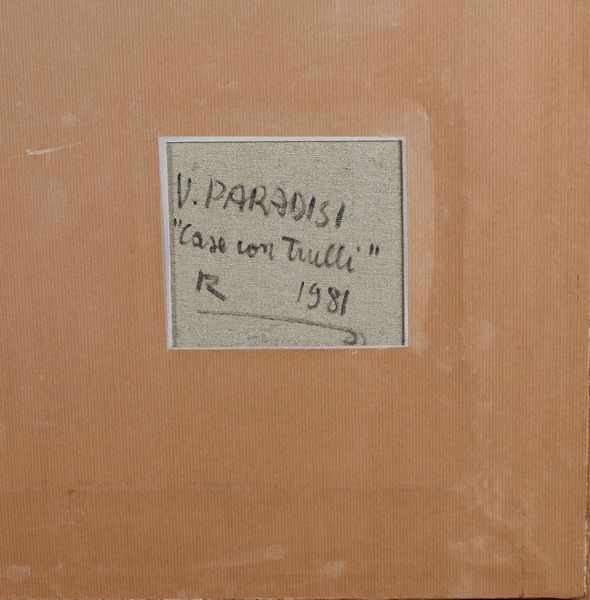 V. PARADISI
"Case con Trulli"
R 1981